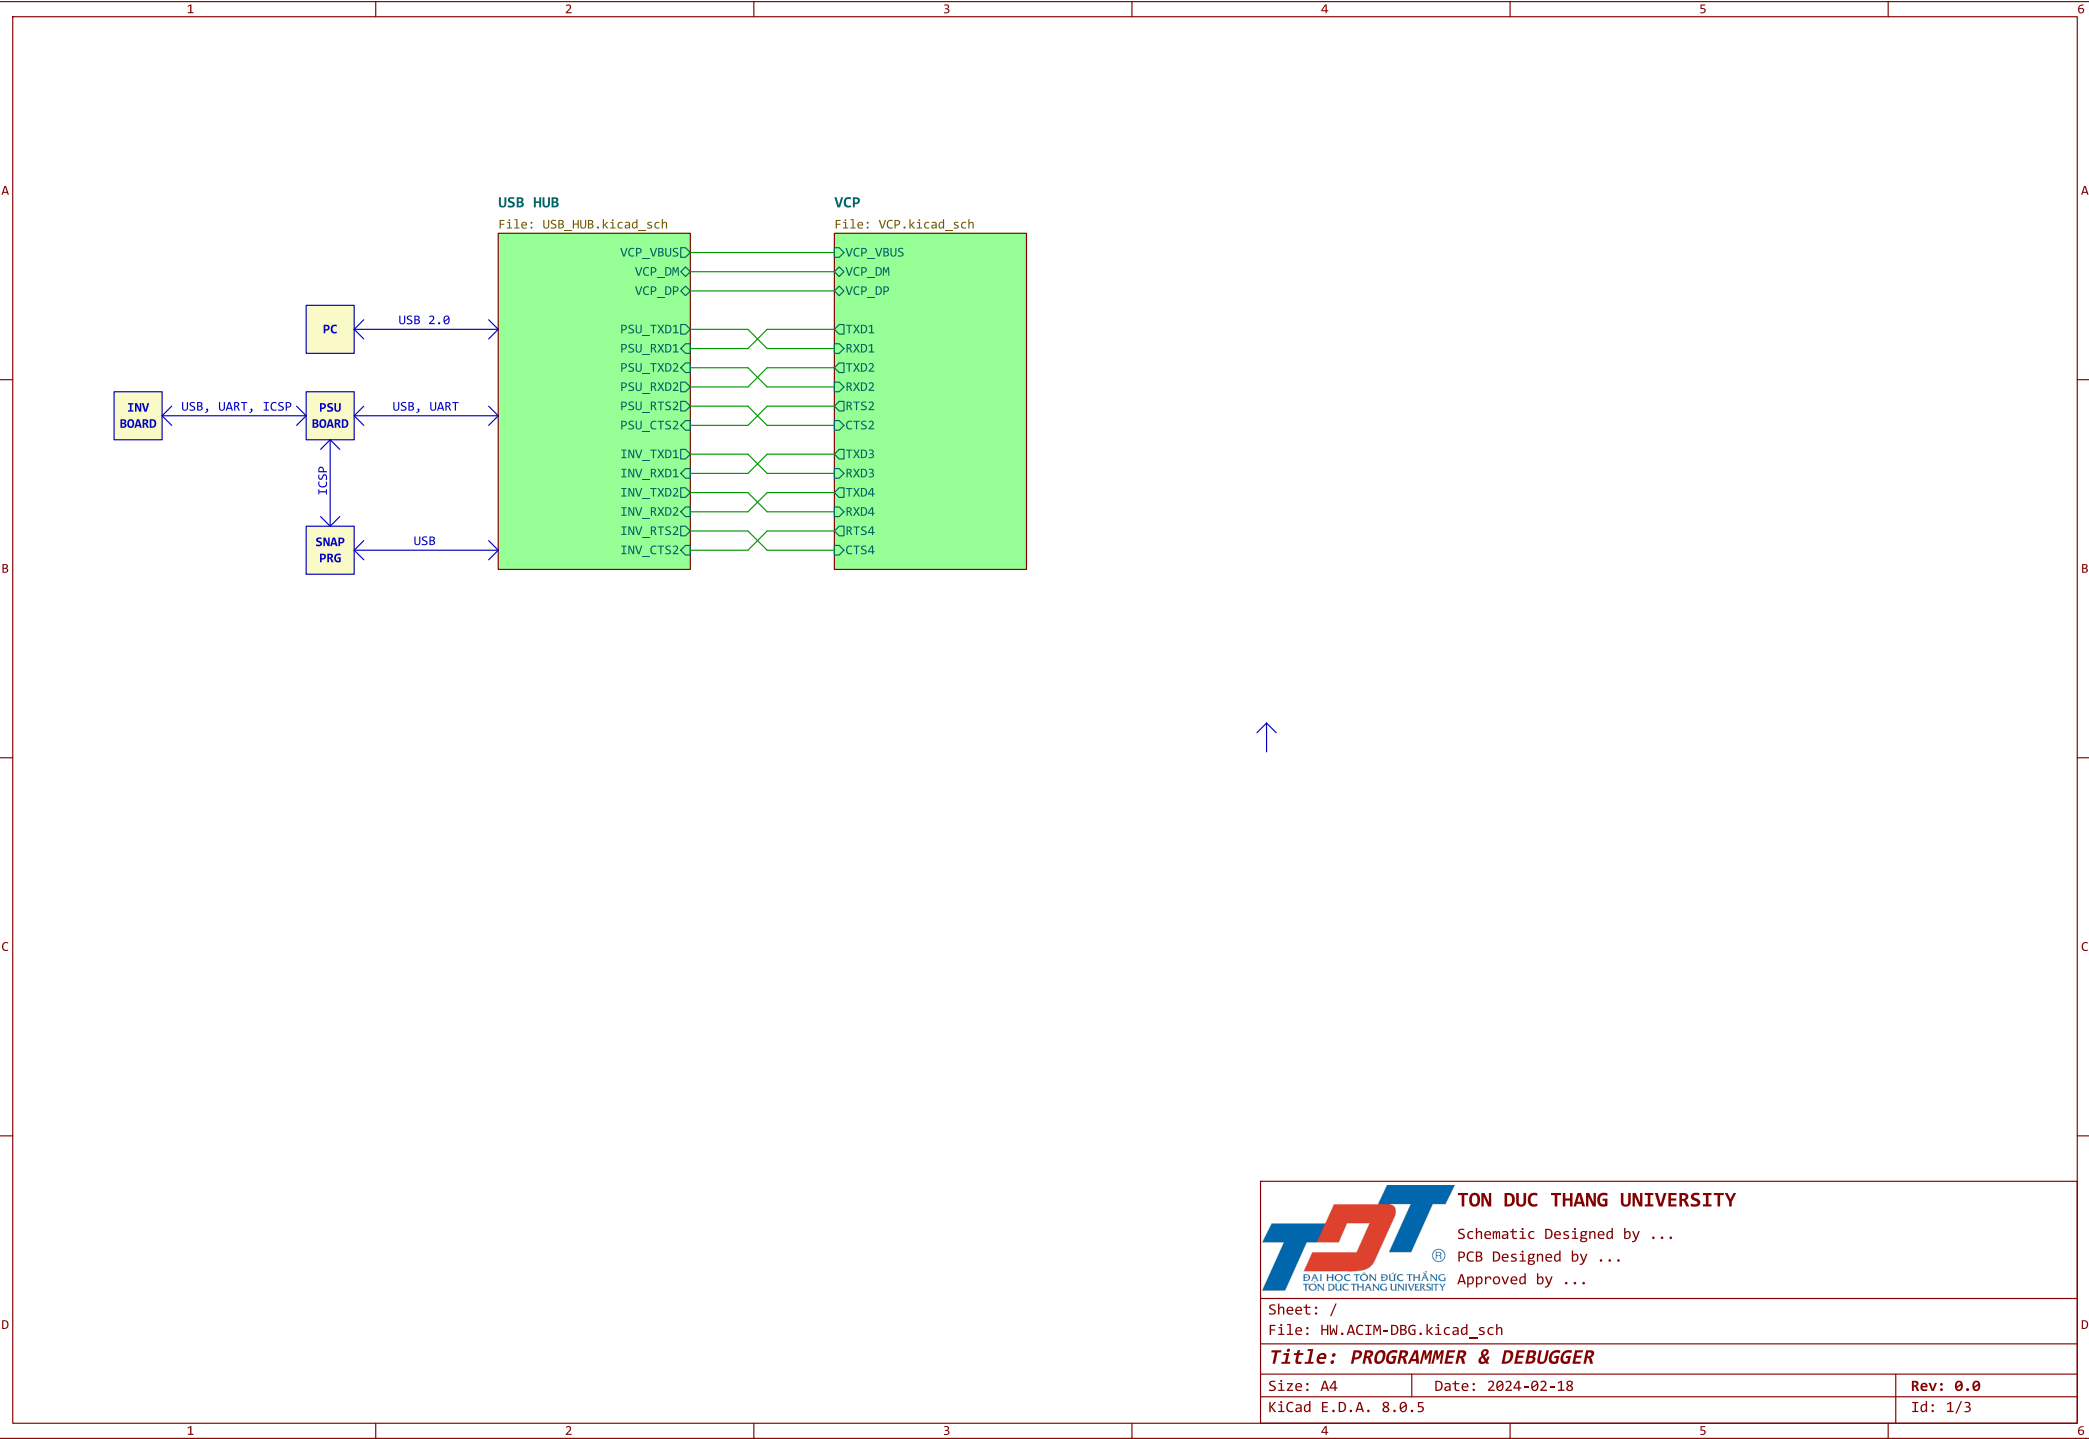 1 2 3 4 5 6
A A
USB HUB VCP
File: USB_HUB.kicad_sch File: VCP.kicad_sch
VCP_VBUS VCP_VBUS
VCP_DM VCP_DM
VCP_DP VCP_DP
PC USB 2.0 PSU_TXD1 TXD1
PSU_RXD1 RXD1
PSU_TXD2 TXD2
PSU_RXD2 RXD2
INV BOARD USB, UART, ICSP PSU BOARD USB, UART
PSU_RTS2 RTS2
PSU_CTS2 CTS2
INV_TXD1 TXD3
ICSP
INV_RXD1 RXD3
INV_TXD2 TXD4
INV_RXD2 RXD4
INV_RTS2 RTS4
SNAP PRG USB INV_CTS2 CTS4
B B
C C
TDT ®
ĐẠI HỌC TÔN ĐỨC THẮNG
TON DUC THANG UNIVERSITY
TON DUC THANG UNIVERSITY
Schematic Designed by ...
PCB Designed by ...
Approved by ...
Sheet: /
D D
File: HW.ACIM-DBG.kicad_sch
Title: PROGRAMMER & DEBUGGER
Size: A4 Date: 2024-02-18 Rev: 0.0
KiCad E.D.A. 8.0.5 Id: 1/3
1 2 3 4 5 6